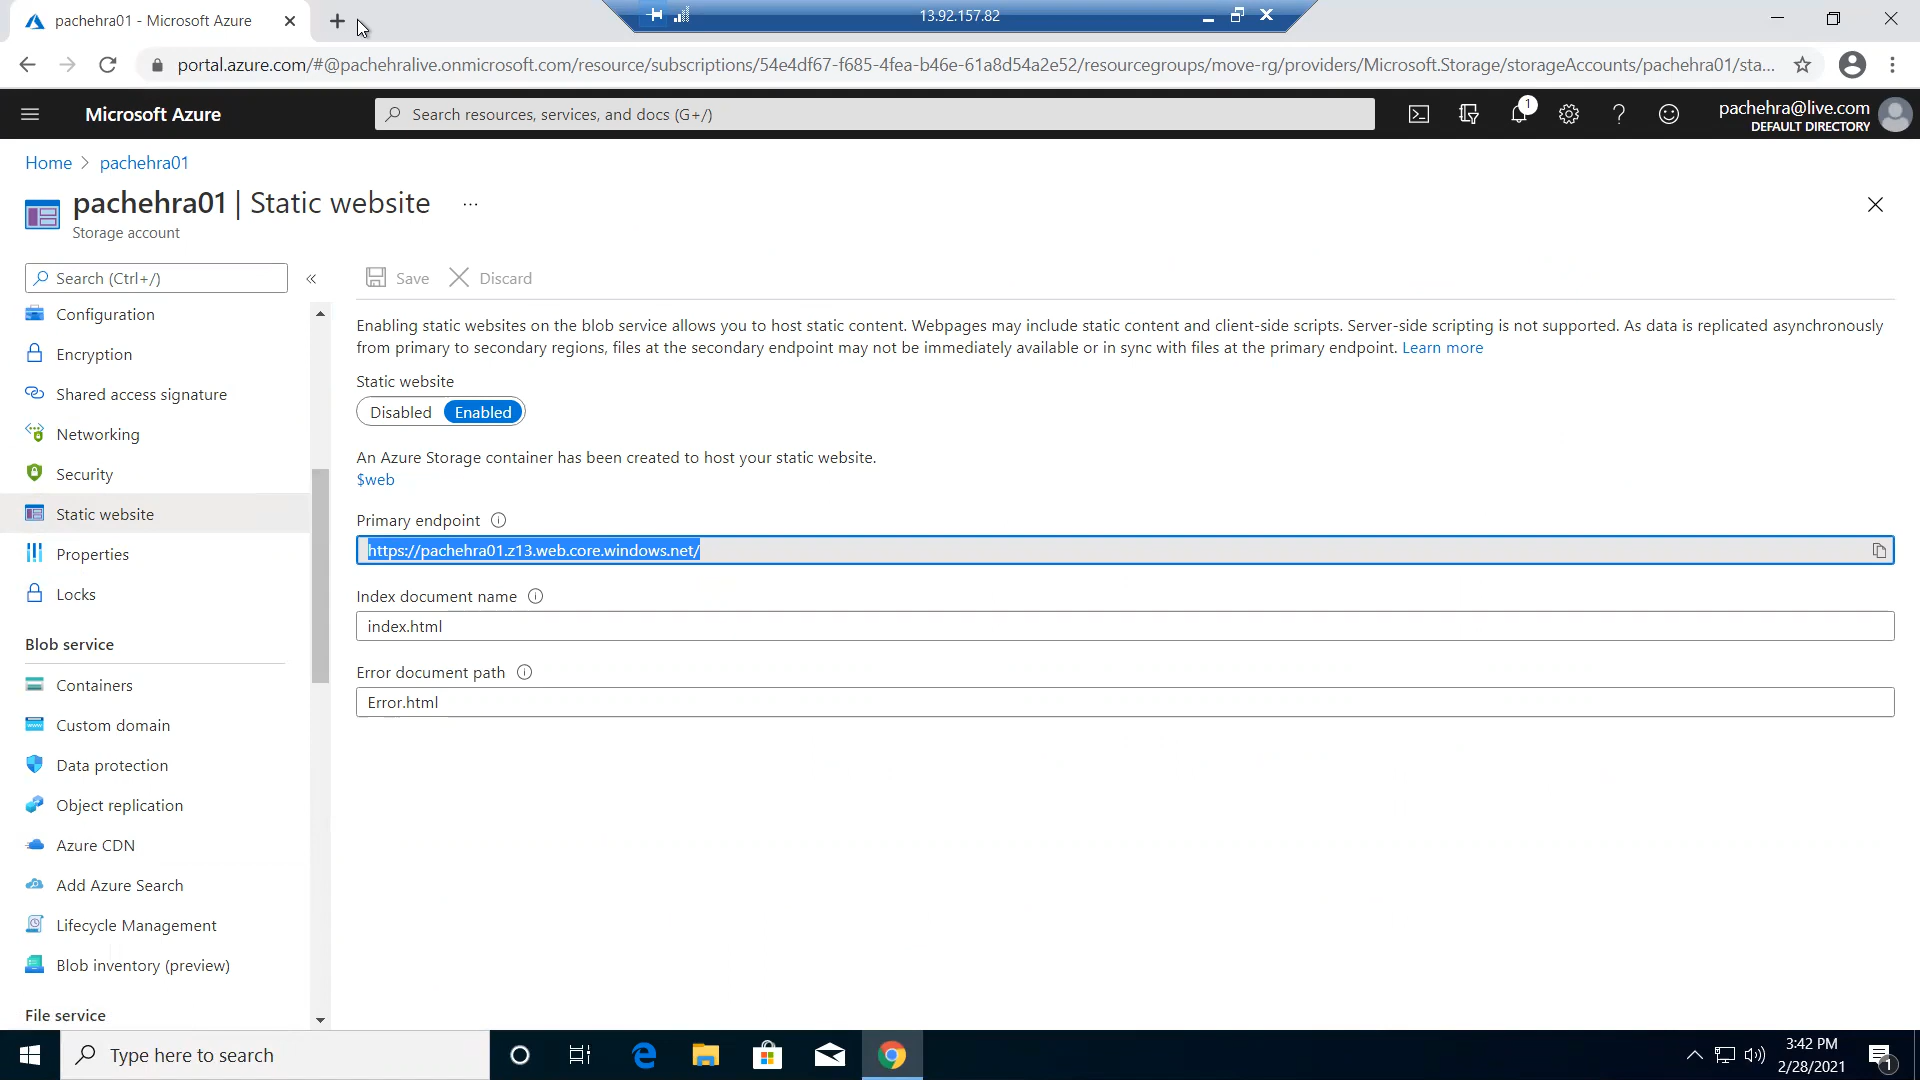 pachehra01 - Microsoft Azure
13.92.157.82
portal.azure.com/#@pachehralive.onmicrosoft.com/resource/subscriptions/54e4df67-f685-4fea-b46e-61a8d54a2e52/resourcegroups/move-rg/providers/Microsoft.Storage/storageAccounts/pachehra01/sta...
Microsoft Azure
Search resources, services, and docs (G+/)
1
pachehra@live.com
DEFAULT DIRECTORY
Home > pachehra01
pachehra01 | Static website ...
Storage account
Search (Ctrl+/)
«
Save
Discard
Configuration
Encryption
Shared access signature
Networking
Security
Static website
Properties
Locks
Blob service
Containers
Custom domain
Data protection
Object replication
Azure CDN
Add Azure Search
Lifecycle Management
Blob inventory (preview)
File service
Enabling static websites on the blob service allows you to host static content. Webpages may include static content and client-side scripts. Server-side scripting is not supported. As data is replicated asynchronously
from primary to secondary regions, files at the secondary endpoint may not be immediately available or in sync with files at the primary endpoint. Learn more
Static website
Disabled Enabled
An Azure Storage container has been created to host your static website.
$web
Primary endpoint
https://pachehra01.z13.web.core.windows.net/
Index document name
index.html
Error document path
Error.html
Type here to search
3:42 PM
2/28/2021
1